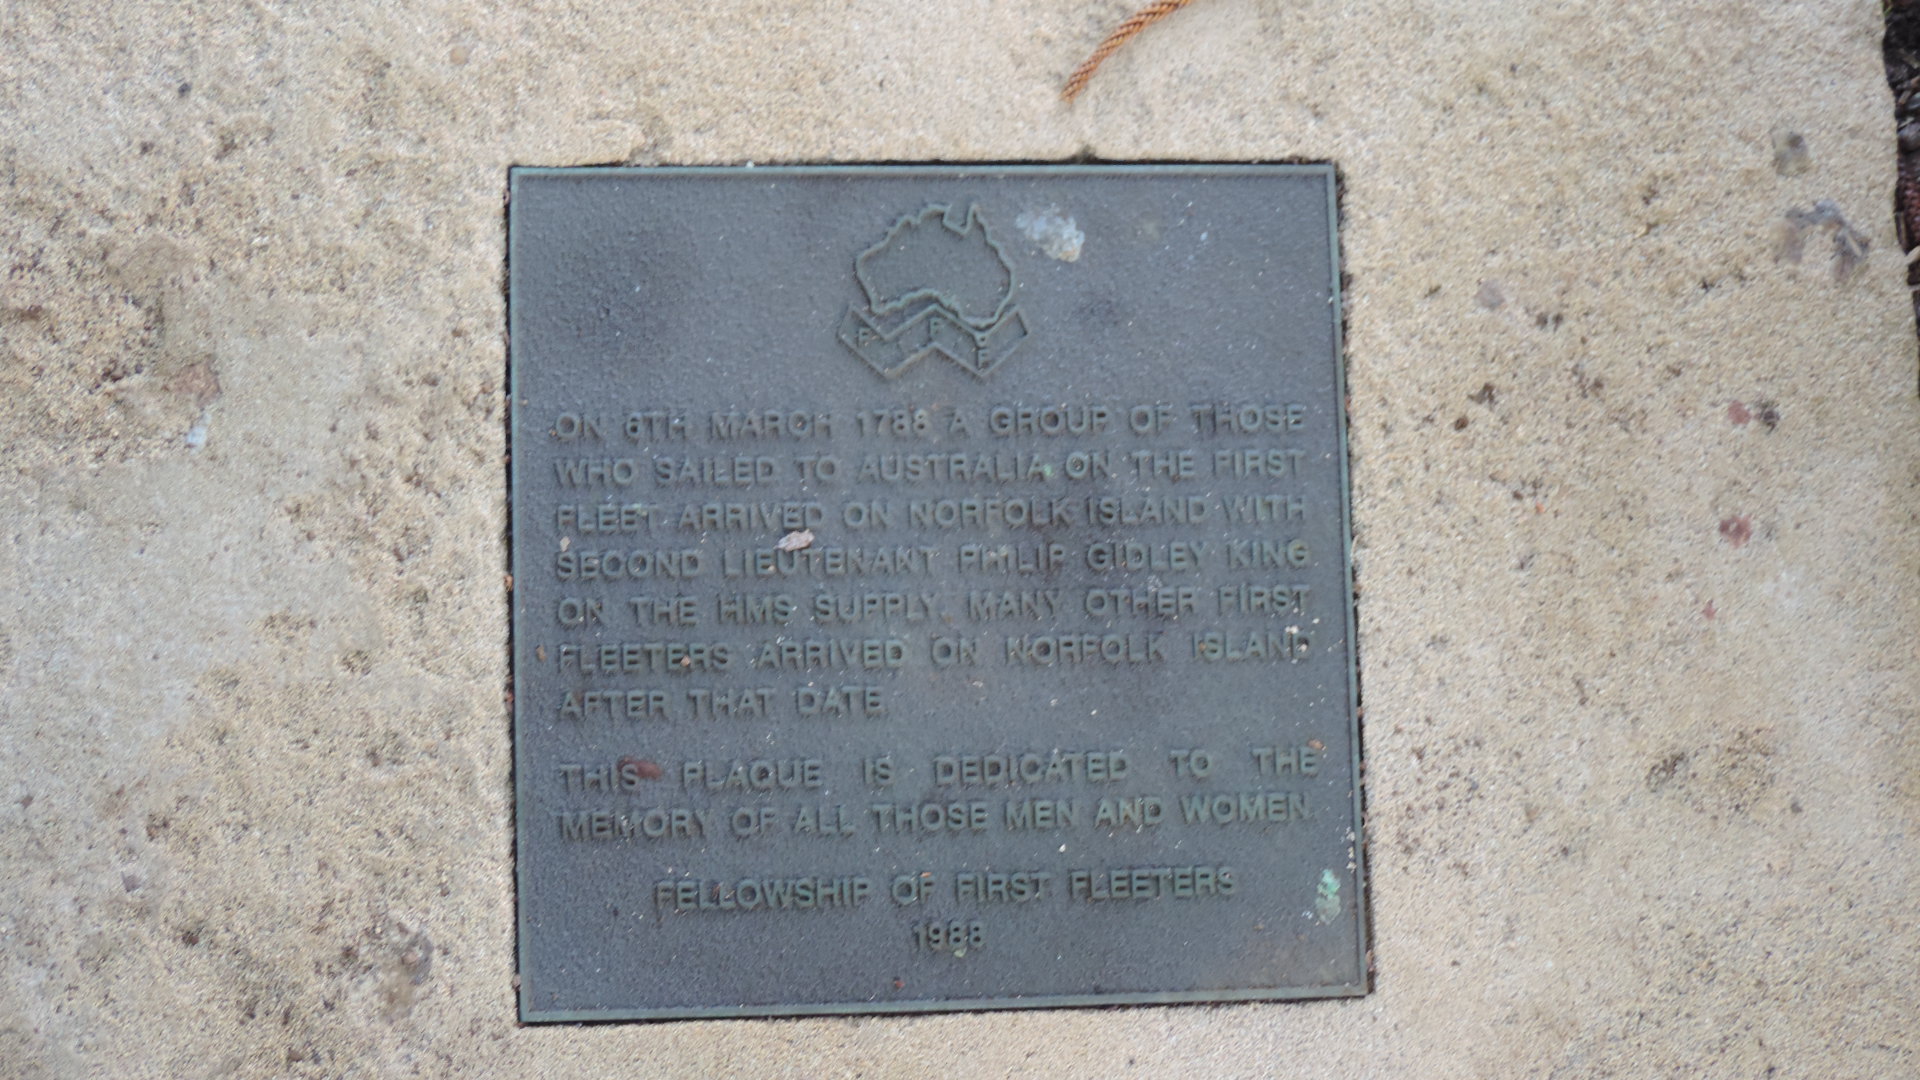 F F O F
ON 6TH MARCH 1788 A GROUP OF THOSE
WHO SAILED TO AUSTRALIA ON THE FIRST
FLEET ARRIVED ON NORFOLK ISLAND WITH
SECOND LIEUTENANT PHILIP GIDLEY KING
ON THE HMS SUPPLY. MANY OTHER FIRST
FLEETERS ARRIVED ON NORFOLK ISLAND
AFTER THAT DATE
THIS PLAQUE IS DEDICATED TO THE
MEMORY OF ALL THOSE MEN AND WOMEN.
FELLOWSHIP OF FIRST FLEETERS
1988